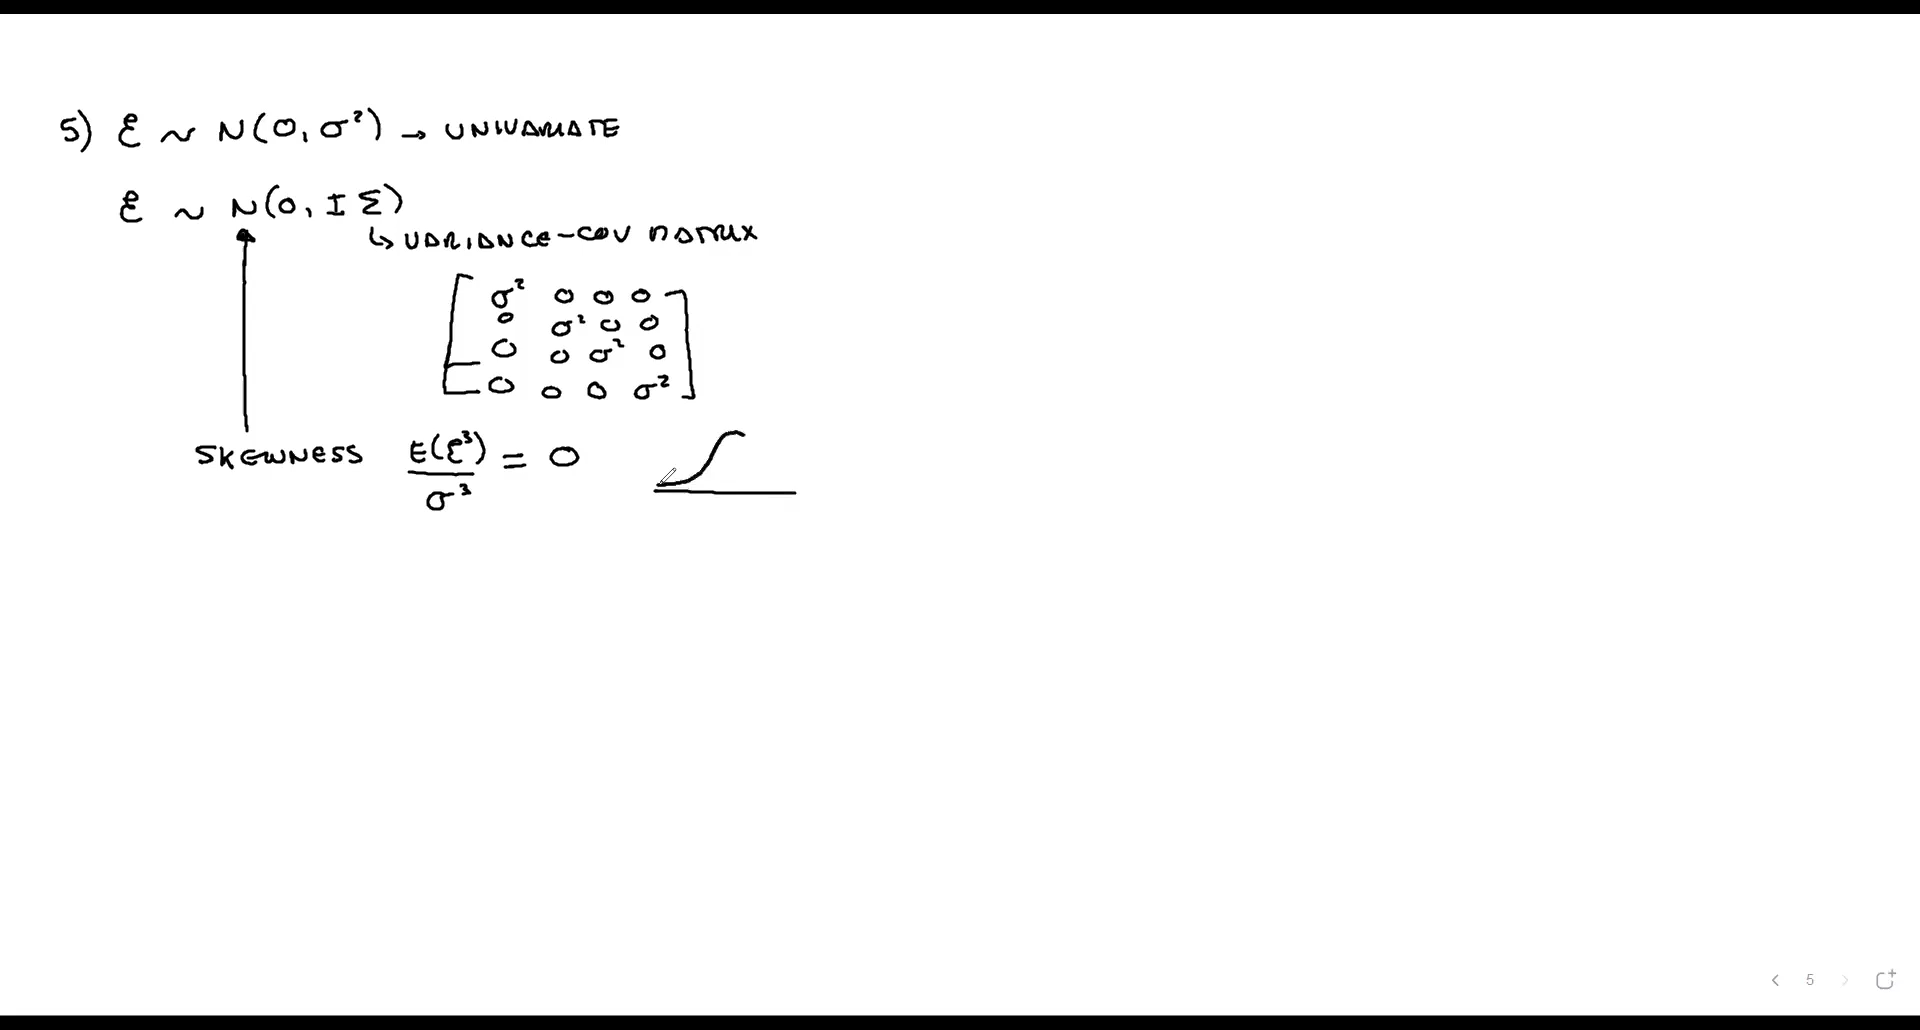 5) ε ~ N(0, σ²) → UNIVARIATE
ε ~ N(0, I Σ)
↳ VARIANCE-COV MATRIX
σ² 0 0 0
0 σ² 0 0
0 0 σ² 0
0 0 0 σ²
SKEWNESS E(ε³)/σ³ = 0
5